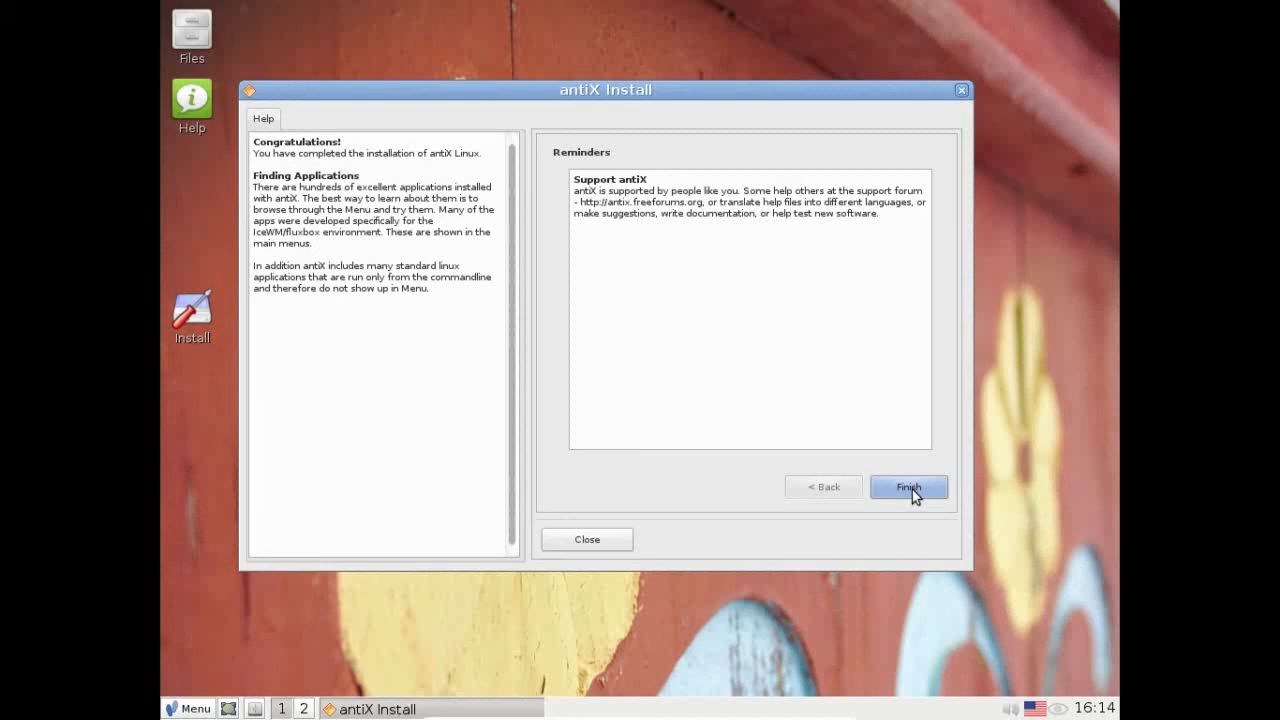 Files
Help
Install
antiX Install
Help
Congratulations!
You have completed the installation of antiX Linux.
Finding Applications
There are hundreds of excellent applications installed
with antiX. The best way to learn about them is to
browse through the Menu and try them. Many of the
apps were developed specifically for the
IceWM/fluxbox environment. These are shown in the
main menus.
In addition antiX includes many standard linux
applications that are run only from the commandline
and therefore do not show up in Menu.
Reminders
Support antiX
antiX is supported by people like you. Some help others at the support forum
- http://antix.freeforums.org, or translate help files into different languages, or
make suggestions, write documentation, or help test new software.
< Back
Finish
Close
Menu
1
2
antiX Install
16:14